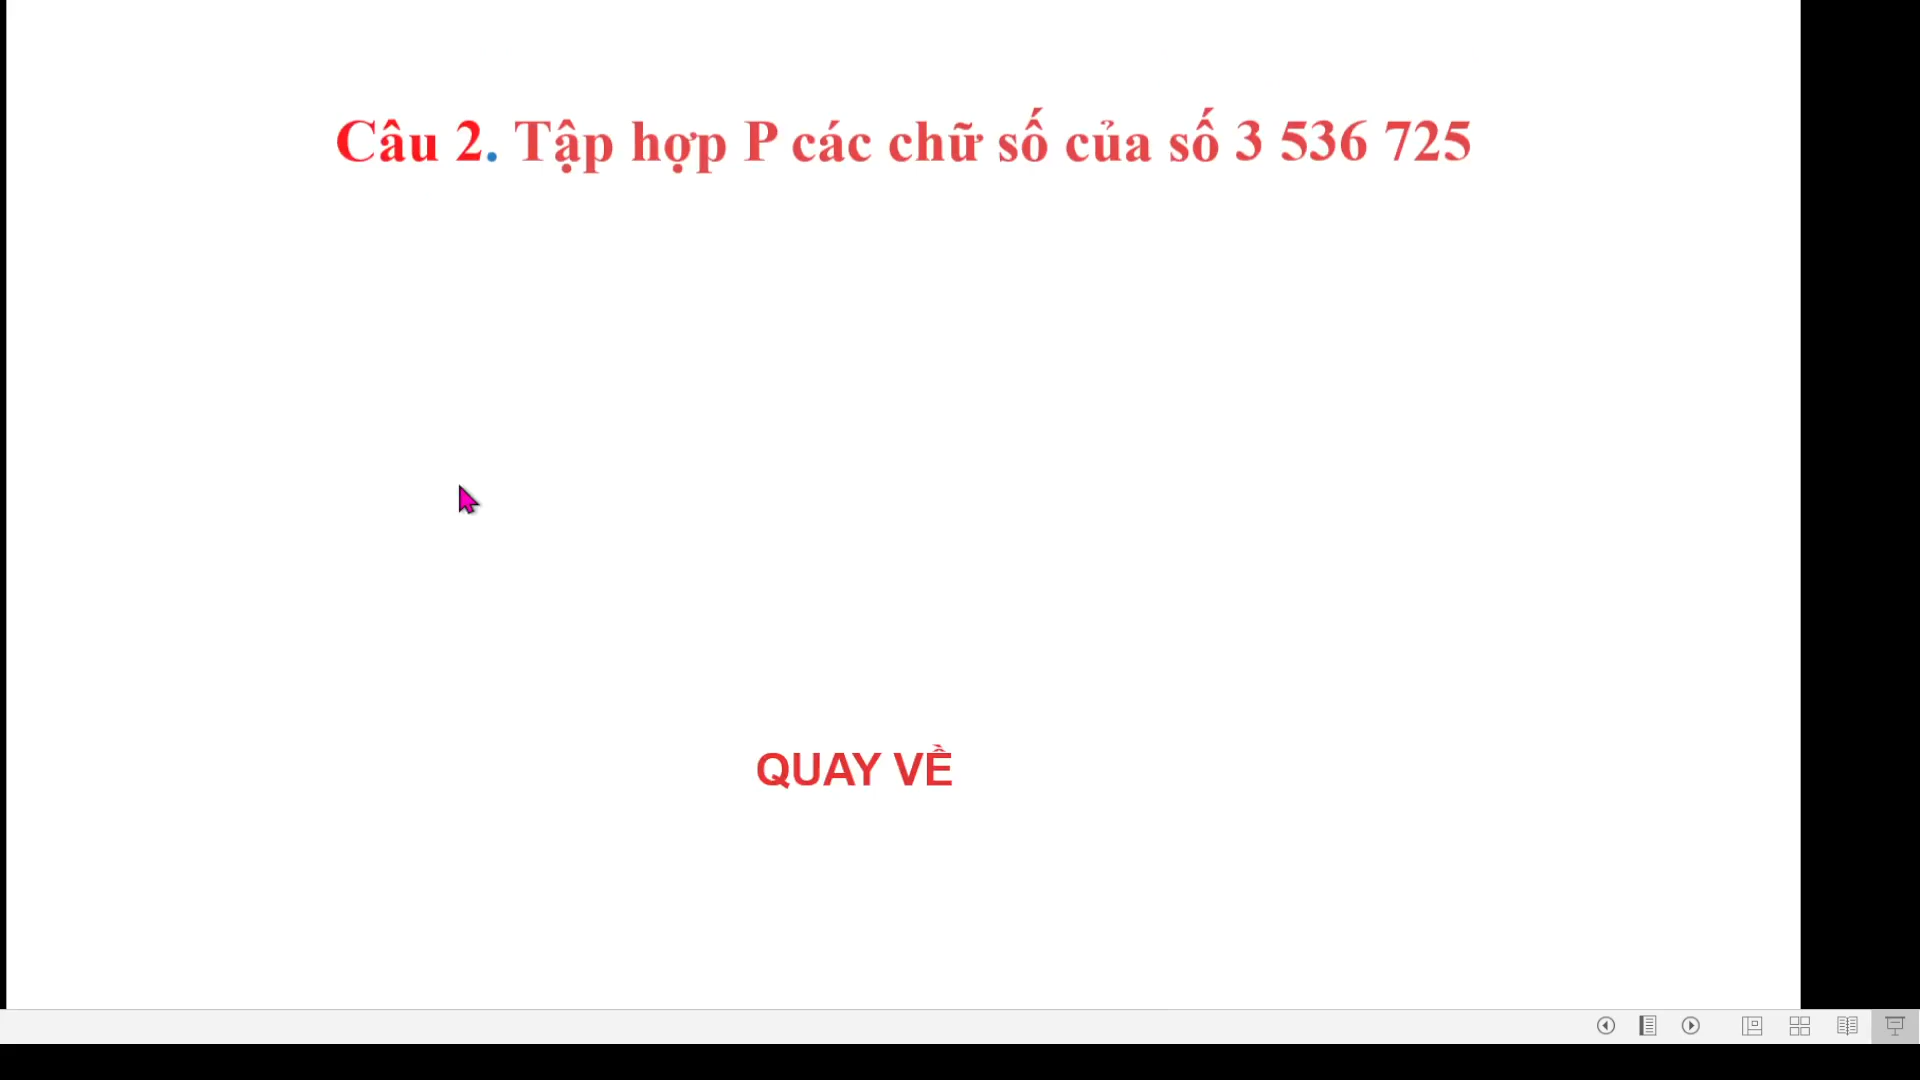 Câu 2. Tập hợp P các chữ số của số 3 536 725
QUAY VỀ